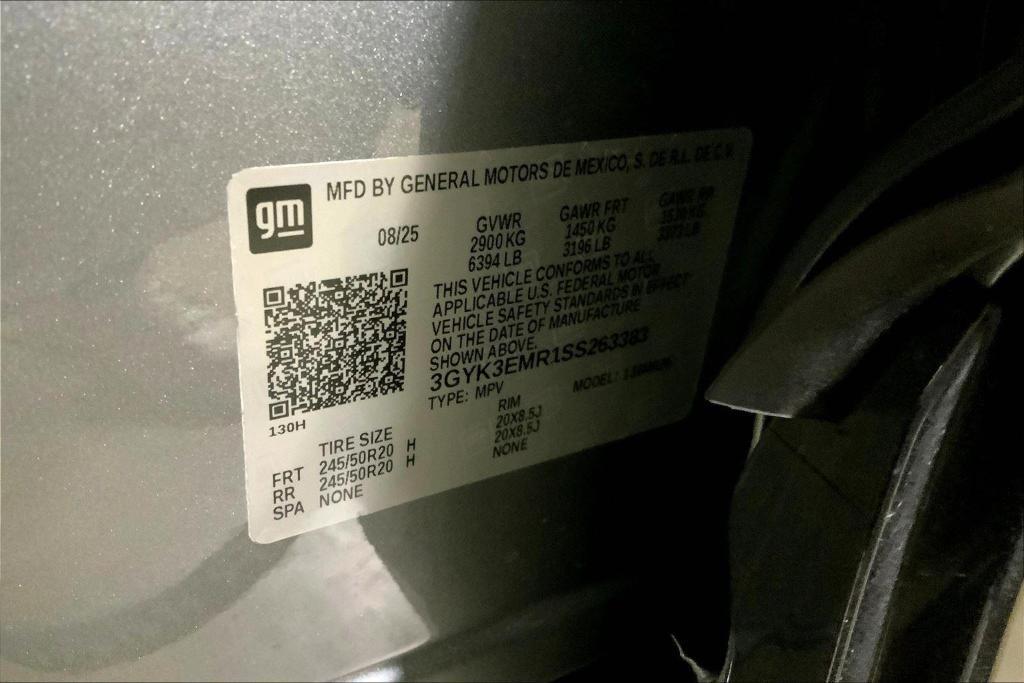 gm
MFD BY GENERAL MOTORS DE MEXICO, S. DE R.L. DE C.V.
08/25
GVWR
2900 KG
6394 LB
GAWR FRT
1450 KG
3196 LB
GAWR RR
THIS VEHICLE CONFORMS TO ALL
APPLICABLE U.S. FEDERAL MOTOR
VEHICLE SAFETY STANDARDS IN EFFECT
ON THE DATE OF MANUFACTURE
SHOWN ABOVE.
3GYK3EMR1SS263383
TYPE: MPV MODEL:
130H
TIRE SIZE RIM
FRT 245/50R20 H 20X8.5J
RR 245/50R20 H 20X8.5J
SPA NONE NONE